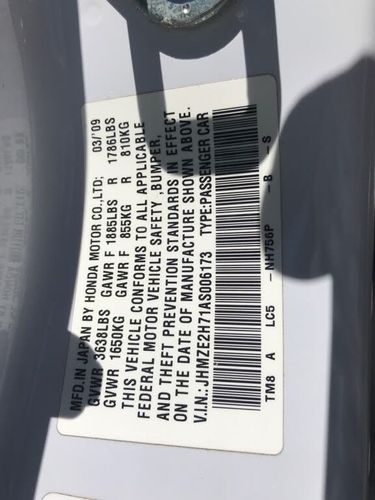 MFD.IN JAPAN BY HONDA MOTOR CO.,LTD; 03/'09
GVWR 3638LBS GAWR F 1885LBS R 1786LBS
GVWR 1650KG GAWR F 855KG R 810KG
THIS VEHICLE CONFORMS TO ALL APPLICABLE
FEDERAL MOTOR VEHICLE SAFETY ,BUMPER,
AND THEFT PREVENTION STANDARDS IN EFFECT
ON THE DATE OF MANUFACTURE SHOWN ABOVE.
V.I.N.: JHMZE2H71AS006173 TYPE:PASSENGER CAR
TM8 A LC5 -NH756P -B -S